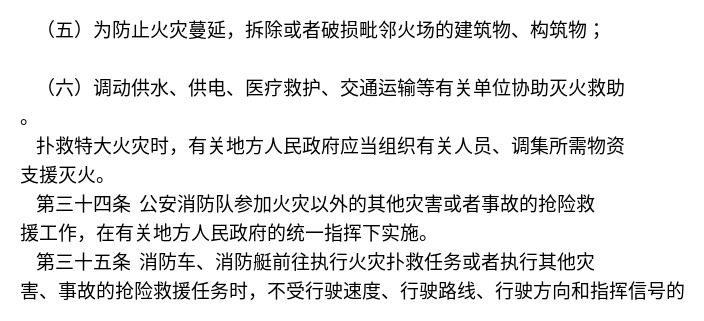 （五）为防止火灾蔓延，拆除或者破损毗邻火场的建筑物、构筑物；
（六）调动供水、供电、医疗救护、交通运输等有关单位协助灭火救助
。
扑救特大火灾时，有关地方人民政府应当组织有关人员、调集所需物资
支援灭火。
第三十四条 公安消防队参加火灾以外的其他灾害或者事故的抢险救
援工作，在有关地方人民政府的统一指挥下实施。
第三十五条 消防车、消防艇前往执行火灾扑救任务或者执行其他灾
害、事故的抢险救援任务时，不受行驶速度、行驶路线、行驶方向和指挥信号的